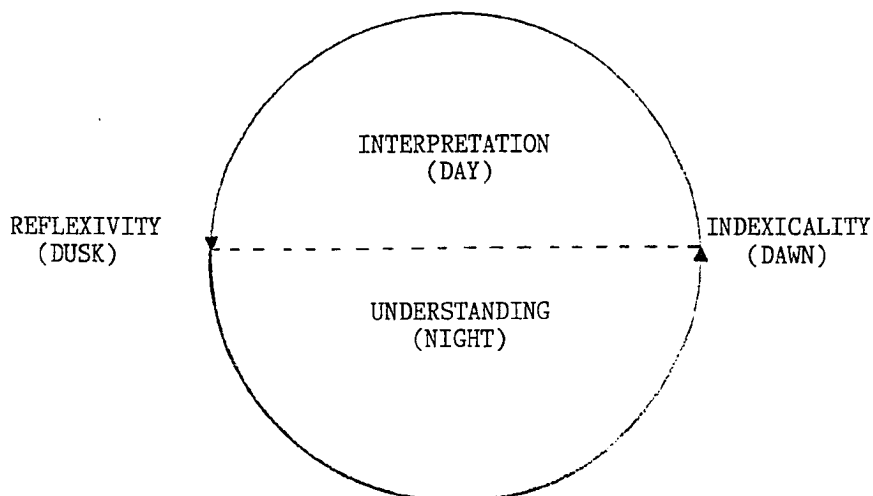 INTERPRETATION
(DAY)
REFLEXIVITY
(DUSK)
INDEXICALITY
(DAWN)
UNDERSTANDING
(NIGHT)